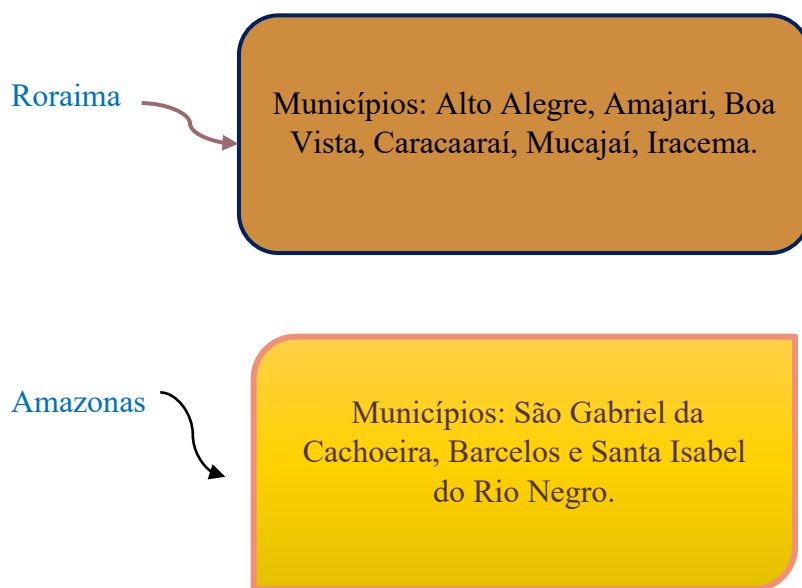 Roraima
Municípios: Alto Alegre, Amajari, Boa
Vista, Caracaaraí, Mucajaí, Iracema.
Amazonas
Municípios: São Gabriel da
Cachoeira, Barcelos e Santa Isabel
do Rio Negro.